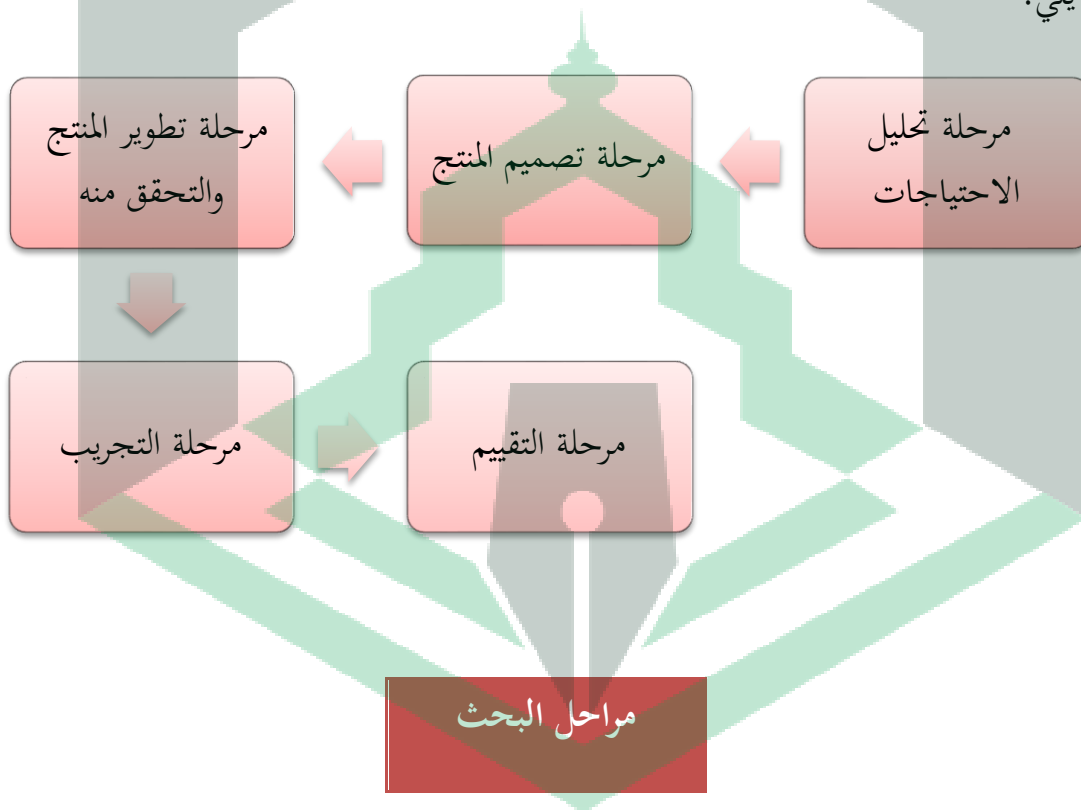 يلي:
مرحلة تحليل
الاحتياجات
مرحلة تصميم المنتج
مرحلة تطوير المنتج
والتحقق منه
مرحلة التجريب
مرحلة التقييم
مراحل البحث